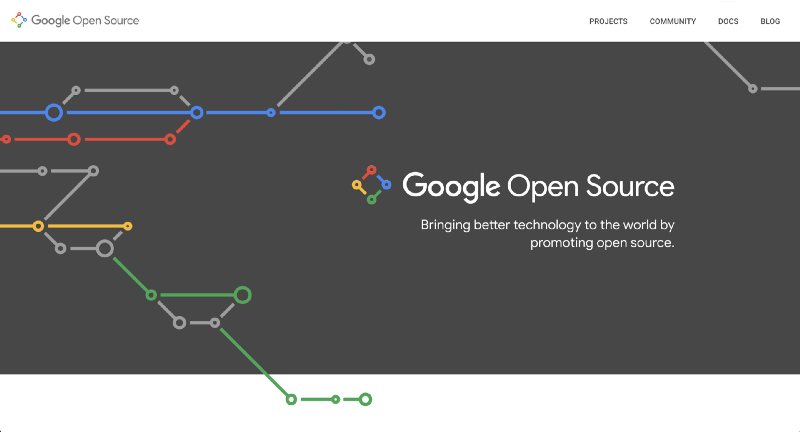 Google Open Source
PROJECTS COMMUNITY DOCS BLOG
Google Open Source
Bringing better technology to the world by
promoting open source.